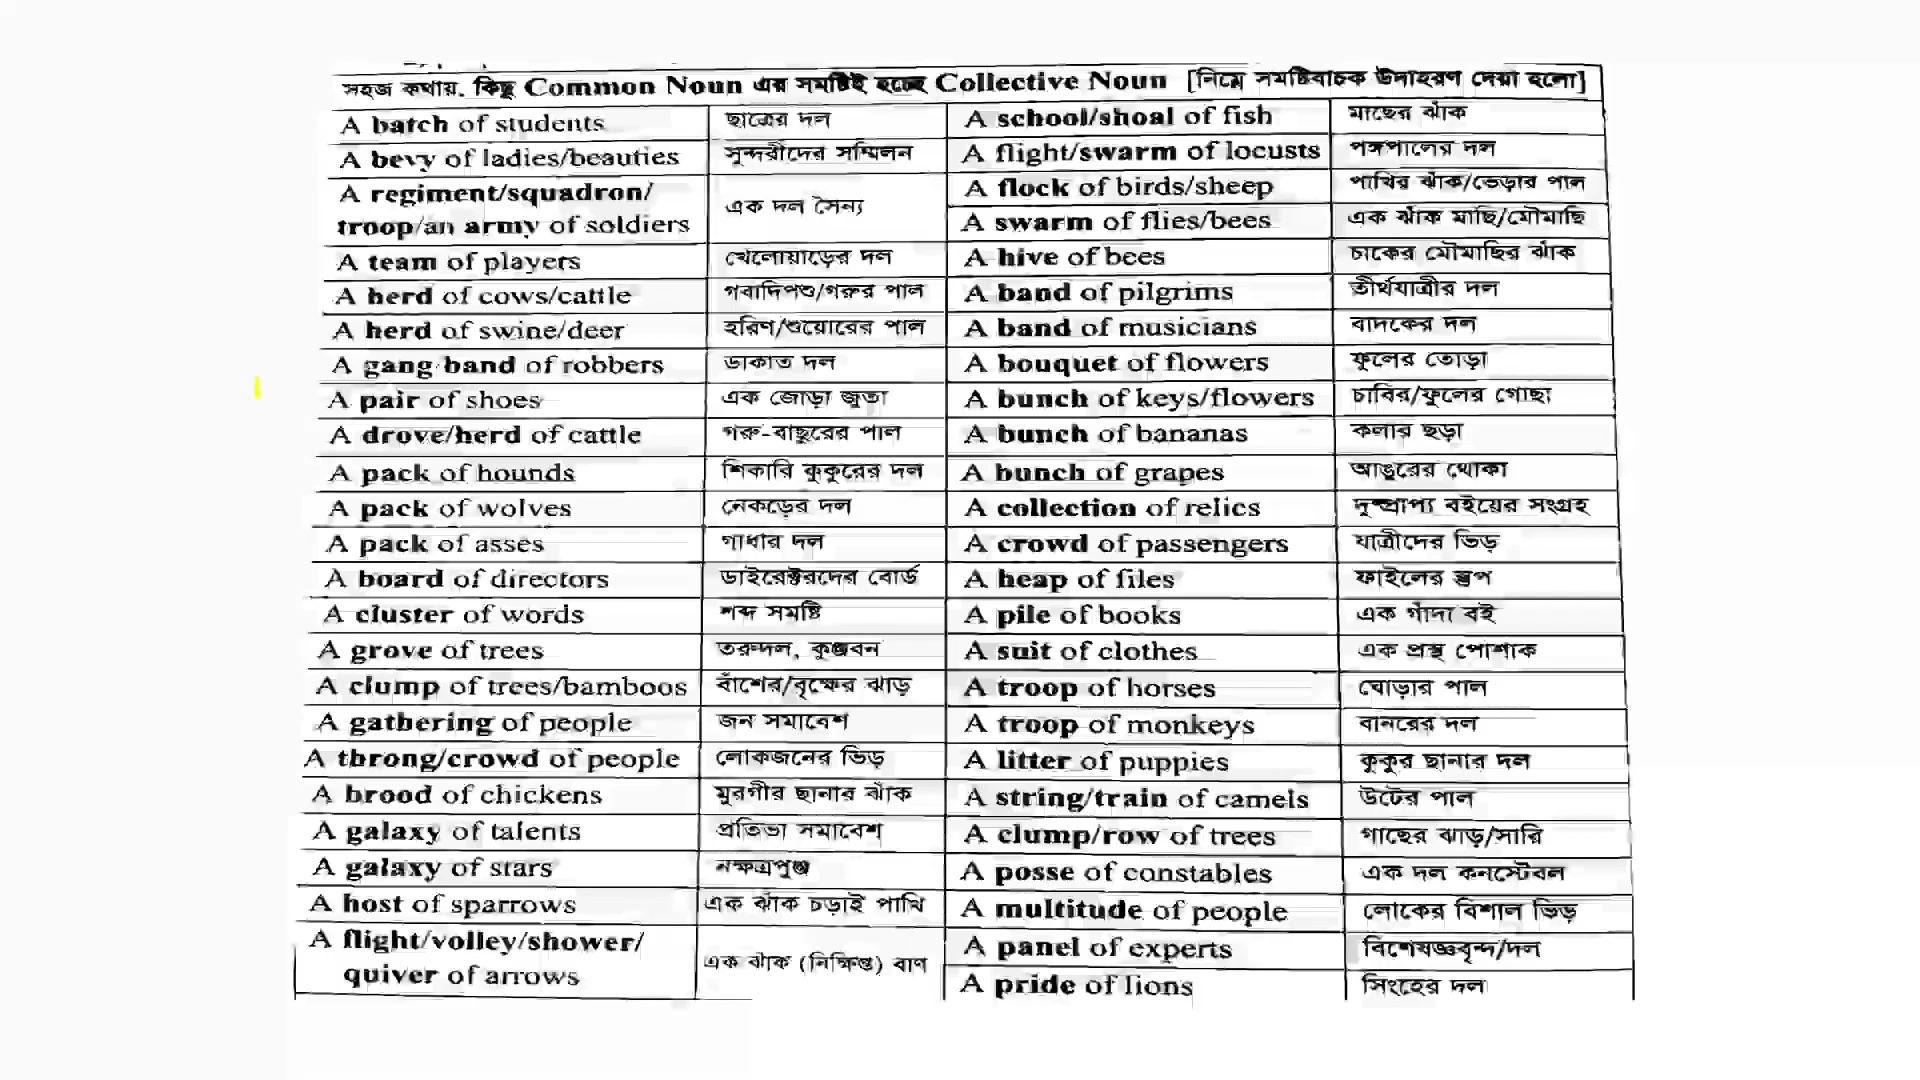 সহজ কথায়, কিছু Common Noun এর সমষ্টিই হচ্ছে Collective Noun [নিম্নে সমষ্টিবাচক উদাহরণ দেয়া হলো]
A batch of students ছাত্রের দল A school/shoal of fish মাছের ঝাঁক
A bevy of ladies/beauties সুন্দরীদের সম্মিলন A flight/swarm of locusts পঙ্গপালের দল
A regiment/squadron/ A flock of birds/sheep পাখির ঝাঁক/ভেড়ার পাল
troop/an army of soldiers এক দল সৈন্য A swarm of flies/bees এক ঝাঁক মাছি/মৌমাছি
A team of players খেলোয়াড়ের দল A hive of bees চাকের মৌমাছির ঝাঁক
A herd of cows/cattle গবাদিপশু/গরুর পাল A band of pilgrims তীর্থযাত্রীর দল
A herd of swine/deer হরিণ/শুয়োরের পাল A band of musicians বাদকের দল
A gang/band of robbers ডাকাত দল A bouquet of flowers ফুলের তোড়া
A pair of shoes এক জোড়া জুতা A bunch of keys/flowers চাবির/ফুলের গোছা
A drove/herd of cattle গরু-বাছুরের পাল A bunch of bananas কলার ছড়া
A pack of hounds শিকারি কুকুরের দল A bunch of grapes আঙুরের থোকা
A pack of wolves নেকড়ের দল A collection of relics দুষ্প্রাপ্য বইয়ের সংগ্রহ
A pack of asses গাধার দল A crowd of passengers যাত্রীদের ভিড়
A board of directors ডাইরেক্টরদের বোর্ড A heap of files ফাইলের স্তূপ
A cluster of words শব্দ সমষ্টি A pile of books এক গাঁদা বই
A grove of trees তরুদল, কুঞ্জবন A suit of clothes এক প্রস্থ পোশাক
A clump of trees/bamboos বাঁশের/বৃক্ষের ঝাড় A troop of horses ঘোড়ার পাল
A gathering of people জন সমাবেশ A troop of monkeys বানরের দল
A throng/crowd of people লোকজনের ভিড় A litter of puppies কুকুর ছানার দল
A brood of chickens মুরগীর ছানার ঝাঁক A string/train of camels উটের পাল
A galaxy of talents প্রতিভা সমাবেশ A clump/row of trees গাছের ঝাড়/সারি
A galaxy of stars নক্ষত্রপুঞ্জ A posse of constables এক দল কনস্টেবল
A host of sparrows এক ঝাঁক চড়াই পাখি A multitude of people লোকের বিশাল ভিড়
A flight/volley/shower/ A panel of experts বিশেষজ্ঞবৃন্দ/দল
quiver of arrows এক ঝাঁক (নিক্ষিপ্ত) বাণ A pride of lions সিংহের দল